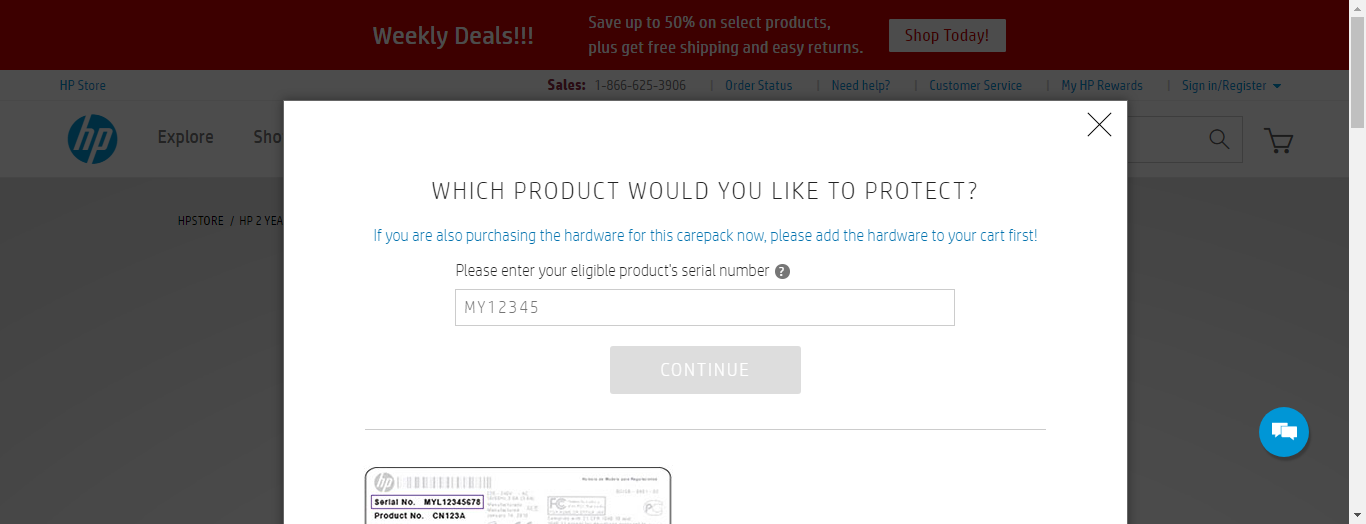 Weekly Deals!!!
Save up to 50% on select products,
plus get free shipping and easy returns.
Shop Today!
HP Store
Sales: 1-866-625-3906
Order Status
Need help?
Customer Service
My HP Rewards
Sign in/Register
hp
Explore
Sho
HPSTORE / HP 2 YEA
WHICH PRODUCT WOULD YOU LIKE TO PROTECT?
If you are also purchasing the hardware for this carepack now, please add the hardware to your cart first!
Please enter your eligible product's serial number ?
MY12345
CONTINUE
hp
Serial No. MYL12345678
Product No. CN123A